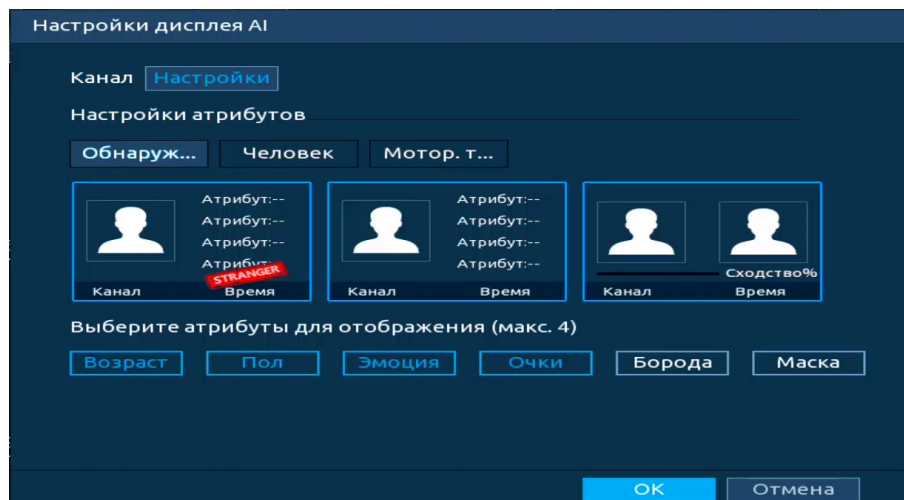 Настройки дисплея AI
Канал Настройки
Настройки атрибутов
Обнаруж... Человек Мотор. т...
Атрибут:-- Атрибут:--
Атрибут:-- Атрибут:--
Атрибут:-- Атрибут:--
Атрибут:-- Атрибут:--
STRANGER Сходство%
Канал Время Канал Время Канал Время
Выберите атрибуты для отображения (макс. 4)
Возраст Пол Эмоция Очки Борода Маска
OK Отмена